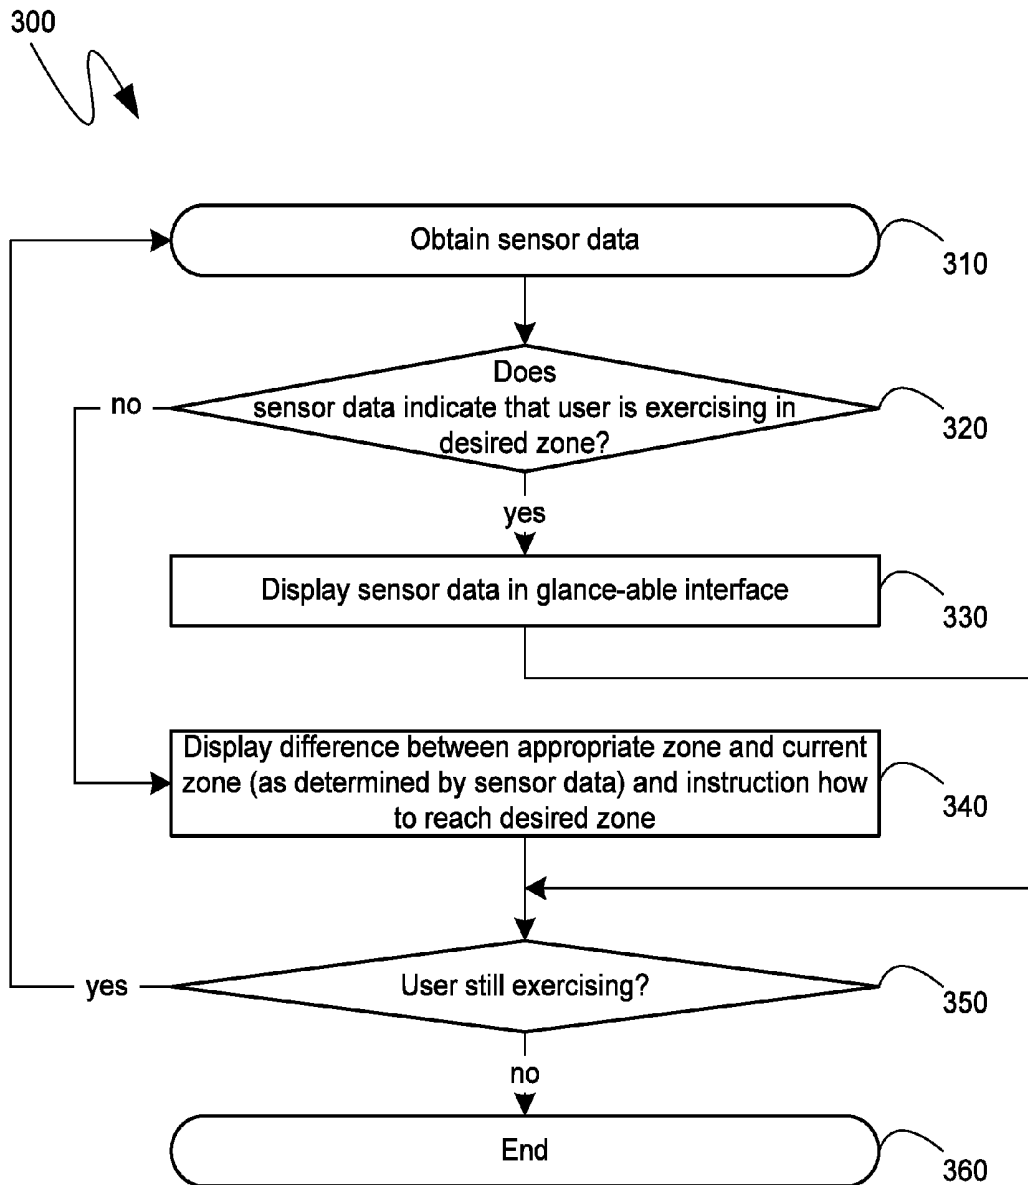 300
Obtain sensor data
310
Does
sensor data indicate that user is exercising in
desired zone?
320
no
yes
Display sensor data in glance-able interface
330
Display difference between appropriate zone and current
zone (as determined by sensor data) and instruction how
to reach desired zone
340
User still exercising?
350
yes
no
End
360